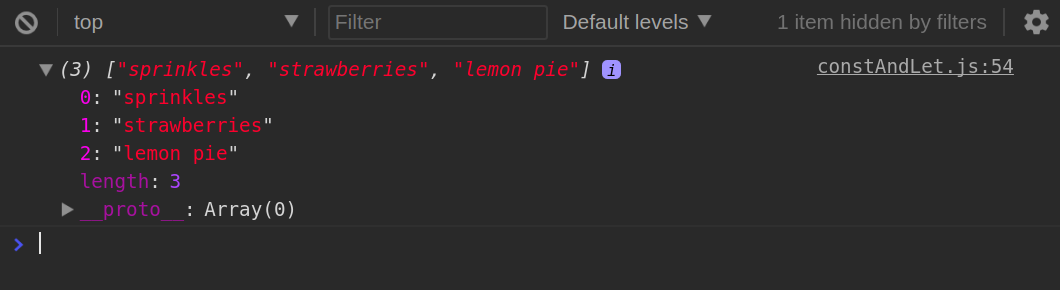 top Filter Default levels 1 item hidden by filters
(3) ["sprinkles", "strawberries", "lemon pie"] i constAndLet.js:54
0: "sprinkles"
1: "strawberries"
2: "lemon pie"
length: 3
__proto__: Array(0)